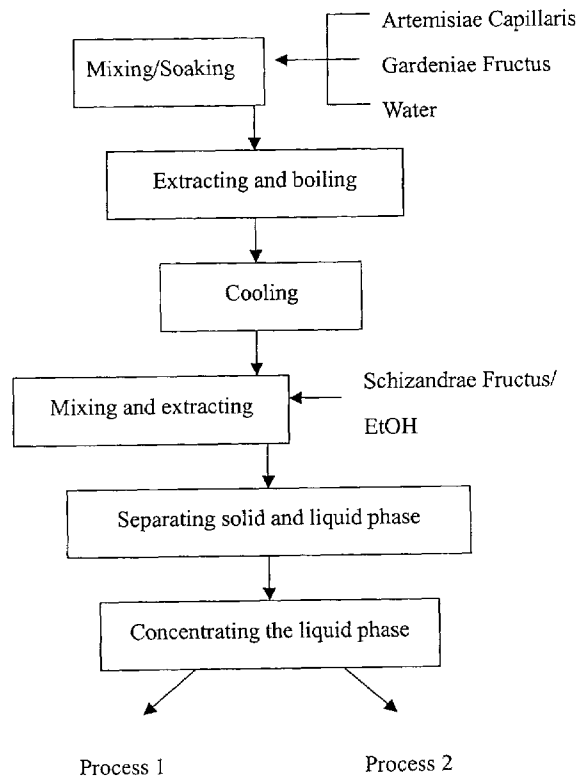 Artemisiae Capillaris
Mixing/Soaking
Gardeniae Fructus
Water
Extracting and boiling
Cooling
Schizandrae Fructus/
Mixing and extracting
EtOH
Separating solid and liquid phase
Concentrating the liquid phase
Process 1
Process 2